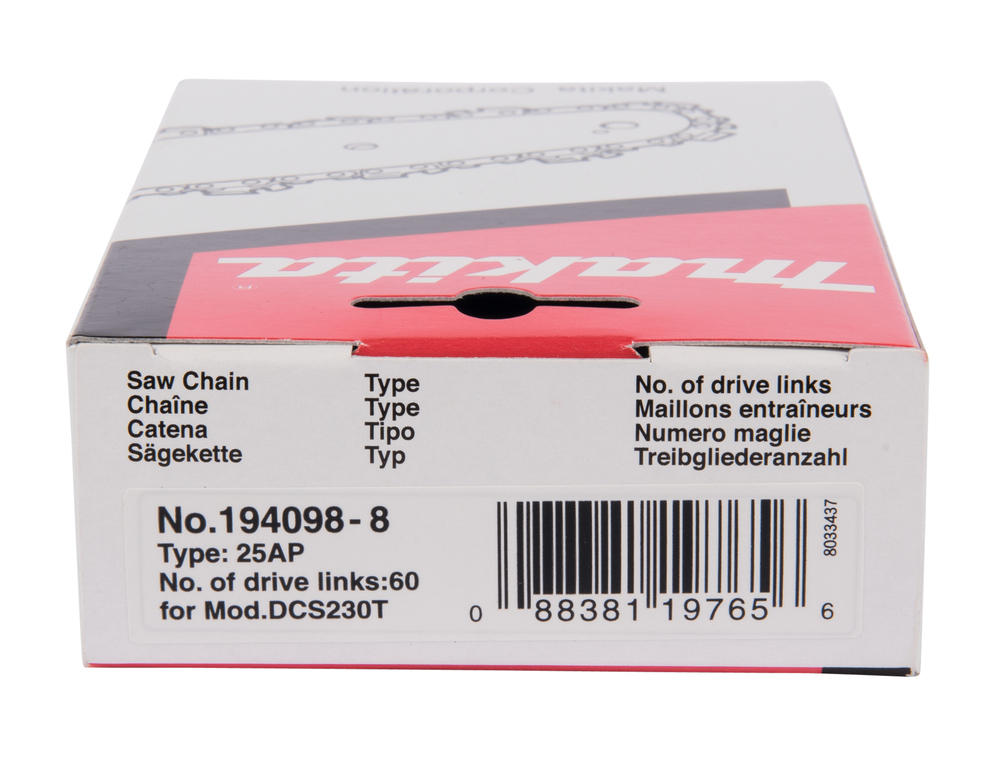 Makita Corporation
Makita®
Saw Chain Type No. of drive links
Chaîne Type Maillons entraîneurs
Catena Tipo Numero maglie
Sägekette Typ Treibgliederanzahl
No.194098-8
Type: 25AP
No. of drive links:60
for Mod.DCS230T
0 88381 19765 6
8033437